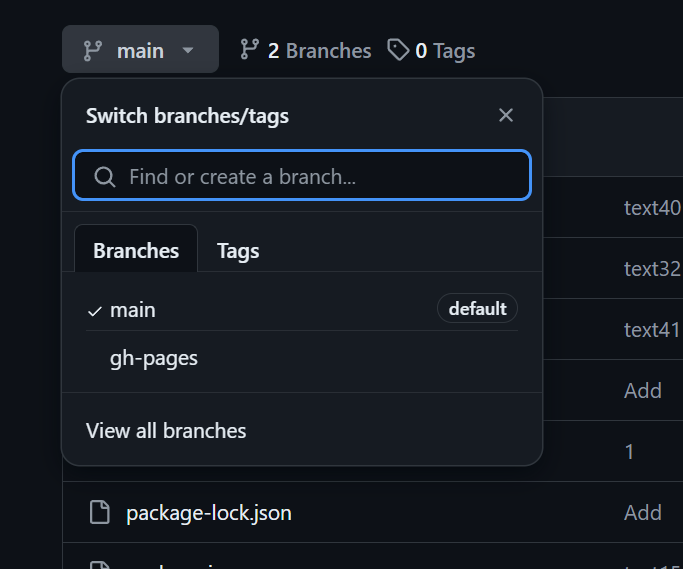 main 2 Branches 0 Tags
Switch branches/tags
Find or create a branch...
text40
Branches Tags
text32
main default
text41
gh-pages
Add
View all branches
1
package-lock.json Add